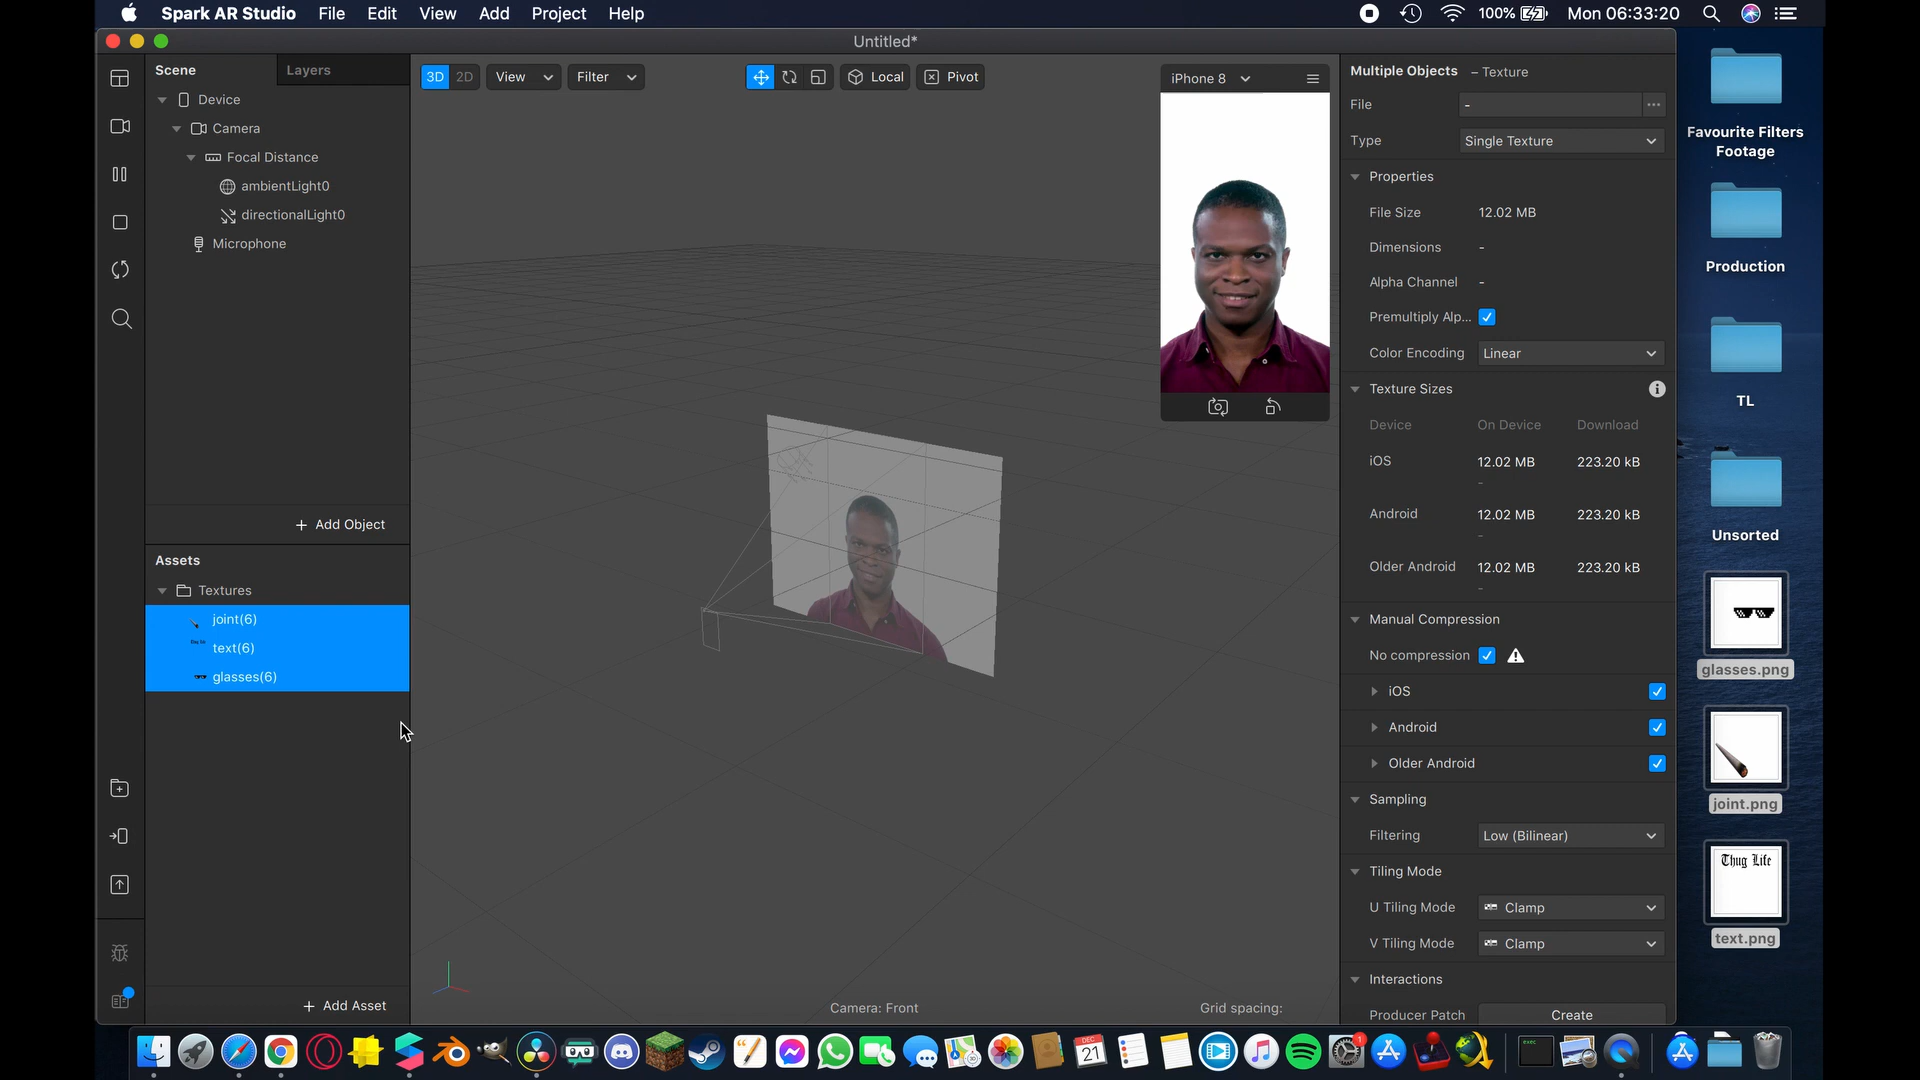 Spark AR Studio File Edit View Add Project Help 100% Mon 06:33:20
Untitled*
Scene Layers
Device
Camera
Focal Distance
ambientLight0
directionalLight0
Microphone
+ Add Object
Assets
Textures
joint(6)
text(6)
glasses(6)
+ Add Asset
3D 2D View Filter Local Pivot
iPhone 8
Camera: Front
Grid spacing:
Multiple Objects – Texture
File -
Type Single Texture
Properties
File Size 12.02 MB
Dimensions -
Alpha Channel -
Premultiply Alp...
Color Encoding Linear
Texture Sizes
Device On Device Download
iOS 12.02 MB 223.20 kB
-
Android 12.02 MB 223.20 kB
-
Older Android 12.02 MB 223.20 kB
-
Manual Compression
No compression
iOS
Android
Older Android
Sampling
Filtering Low (Bilinear)
Tiling Mode
U Tiling Mode Clamp
V Tiling Mode Clamp
Interactions
Producer Patch Create
Favourite Filters
Footage
Production
TL
Unsorted
glasses.png
joint.png
Thug Life
text.png
DEC
21
1